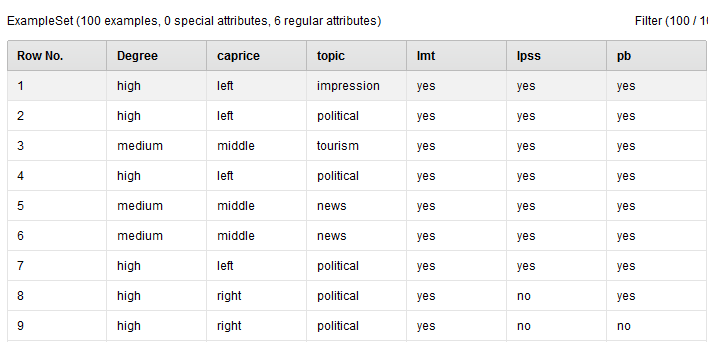 ExampleSet (100 examples, 0 special attributes, 6 regular attributes) Filter (100 / 10
Row No. Degree caprice topic lmt lpss pb
1 high left impression yes yes yes
2 high left political yes yes yes
3 medium middle tourism yes yes yes
4 high left political yes yes yes
5 medium middle news yes yes yes
6 medium middle news yes yes yes
7 high left political yes yes yes
8 high right political yes no yes
9 high right political yes no no